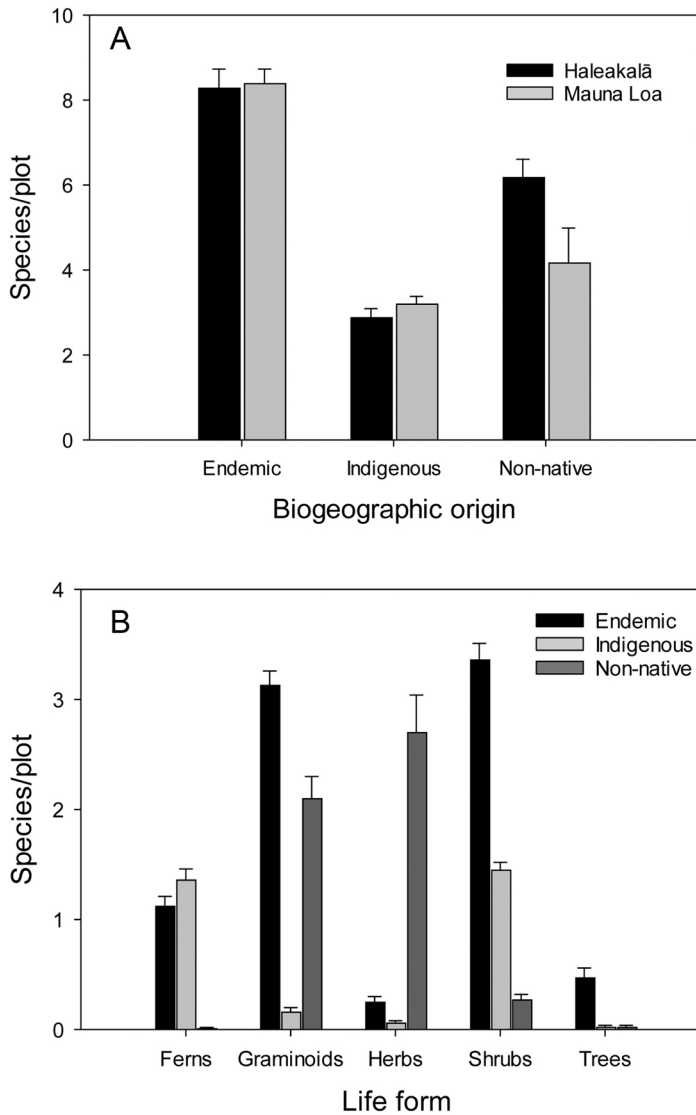 A
Haleakalā
Mauna Loa
10
8
6
4
2
0
Species/plot
Endemic Indigenous Non-native
Biogeographic origin
B
Endemic
Indigenous
Non-native
4
3
2
1
0
Species/plot
Ferns Graminoids Herbs Shrubs Trees
Life form